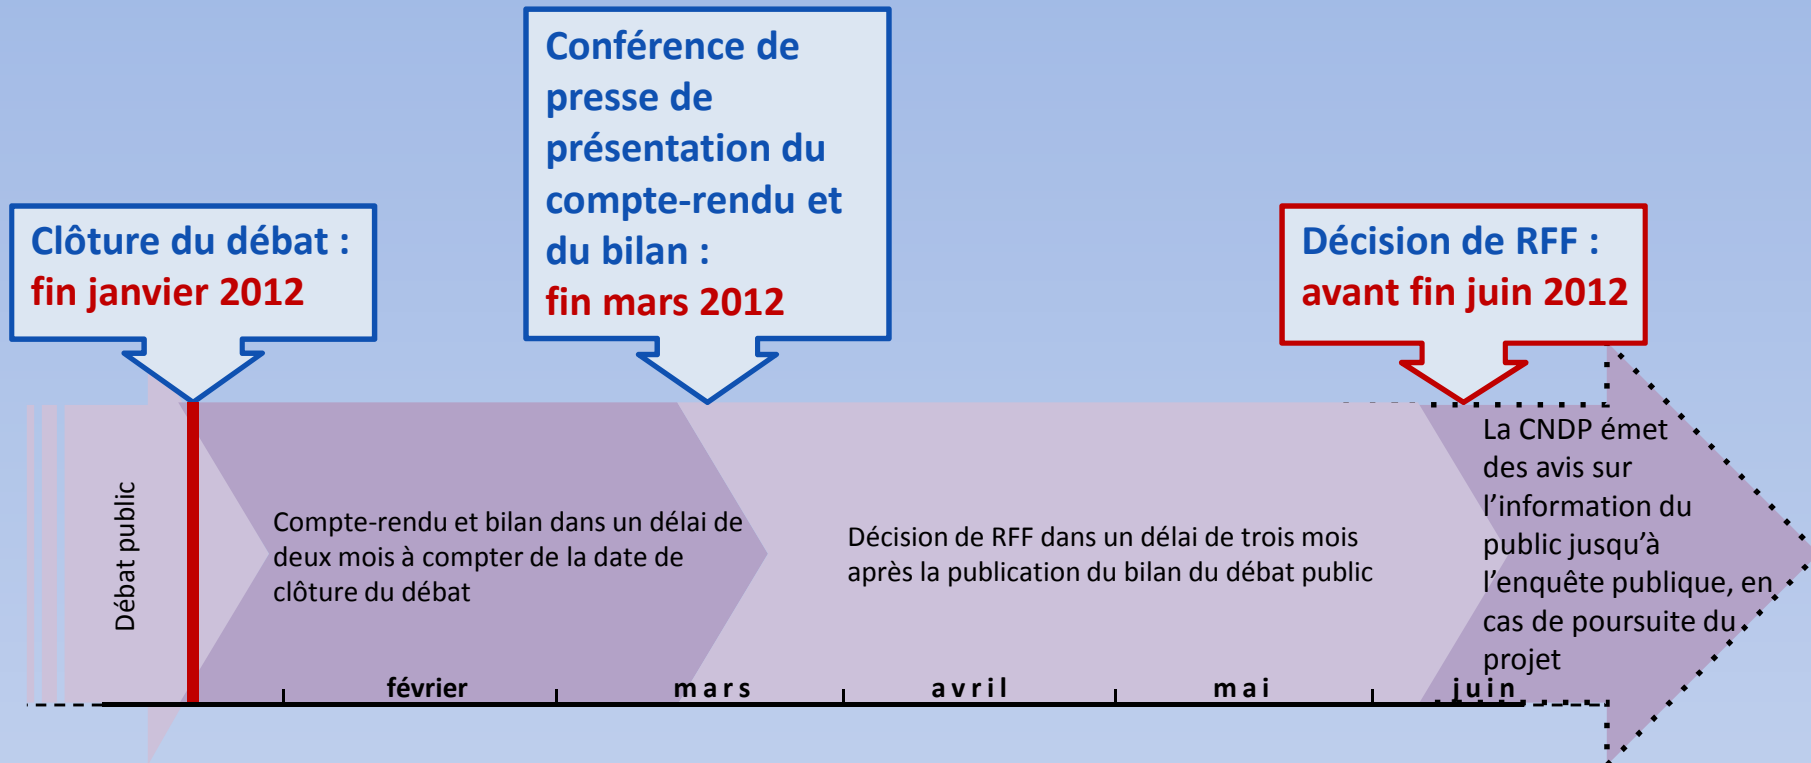 Conférence de
presse de
présentation du
compte-rendu et
du bilan :
fin mars 2012
Clôture du débat :
fin janvier 2012
Décision de RFF :
avant fin juin 2012
Débat public
Compte-rendu et bilan dans un délai de
deux mois à compter de la date de
clôture du débat
Décision de RFF dans un délai de trois mois
après la publication du bilan du débat public
La CNDP émet
des avis sur
l’information du
public jusqu’à
l’enquête publique, en
cas de poursuite du
projet
février
mars
avril
mai
juin